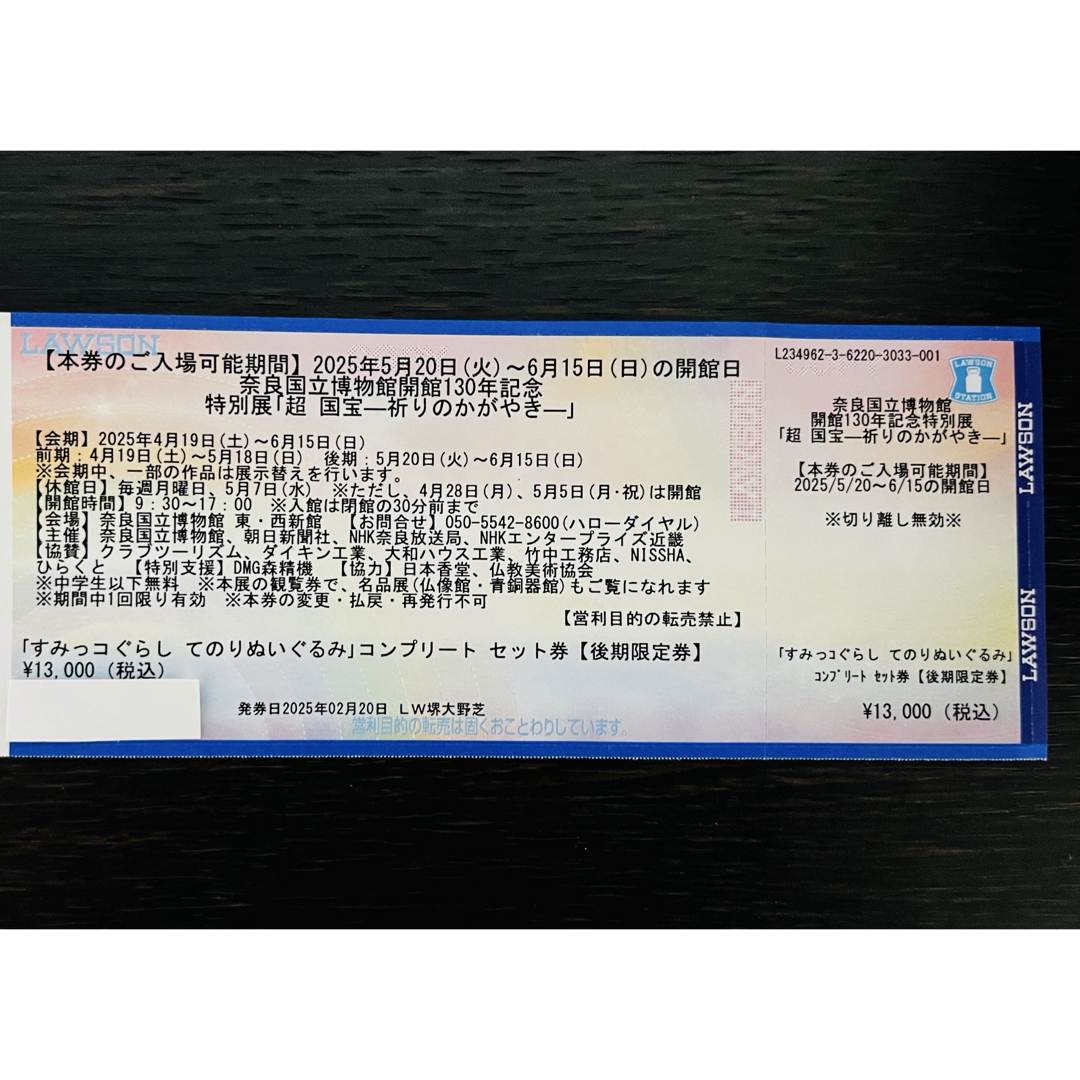 LAWSON
【本券のご入場可能期間】2025年5月20日(火)～6月15日(日)の開館日
奈良国立博物館開館130年記念
特別展「超 国宝―祈りのかがやき―」
【会期】2025年4月19日(土)～6月15日(日)
前期:4月19日(土)～5月18日(日) 後期:5月20日(火)～6月15日(日)
※会期中、一部の作品は展示替えを行います。
【休館日】毎週月曜日、5月7日(水) ※ただし、4月28日(月)、5月5日(月・祝)は開館
【開館時間】9:30～17:00 ※入館は閉館の30分前まで
【会場】奈良国立博物館 東・西新館 【お問合せ】050-5542-8600(ハローダイヤル)
【主催】奈良国立博物館、朝日新聞社、NHK奈良放送局、NHKエンタープライズ近畿
【協賛】クラブツーリズム、ダイキン工業、大和ハウス工業、竹中工務店、NISSHA、
ひらくと 【特別支援】DMG森精機 【協力】日本香堂、仏教美術協会
※中学生以下無料 ※本展の観覧券で、名品展(仏像館・青銅器館)もご覧になれます
※期間中1回限り有効 ※本券の変更・払戻・再発行不可
【営利目的の転売禁止】
「すみっコぐらし てのりぬいぐるみ」コンプリート セット券【後期限定券】
¥13,000 (税込)
発券日2025年02月20日 LW堺大野芝
営利目的の転売は固くおことわりしています。
L234962-3-6220-3033-001
LAWSON
STATION
奈良国立博物館
開館130年記念特別展
「超 国宝―祈りのかがやき―」
【本券のご入場可能期間】
2025/5/20～6/15の開館日
※切り離し無効※
「すみっコぐらし てのりぬいぐるみ」
コンプリート セット券【後期限定券】
¥13,000 (税込)
LAWSON
LAWSON